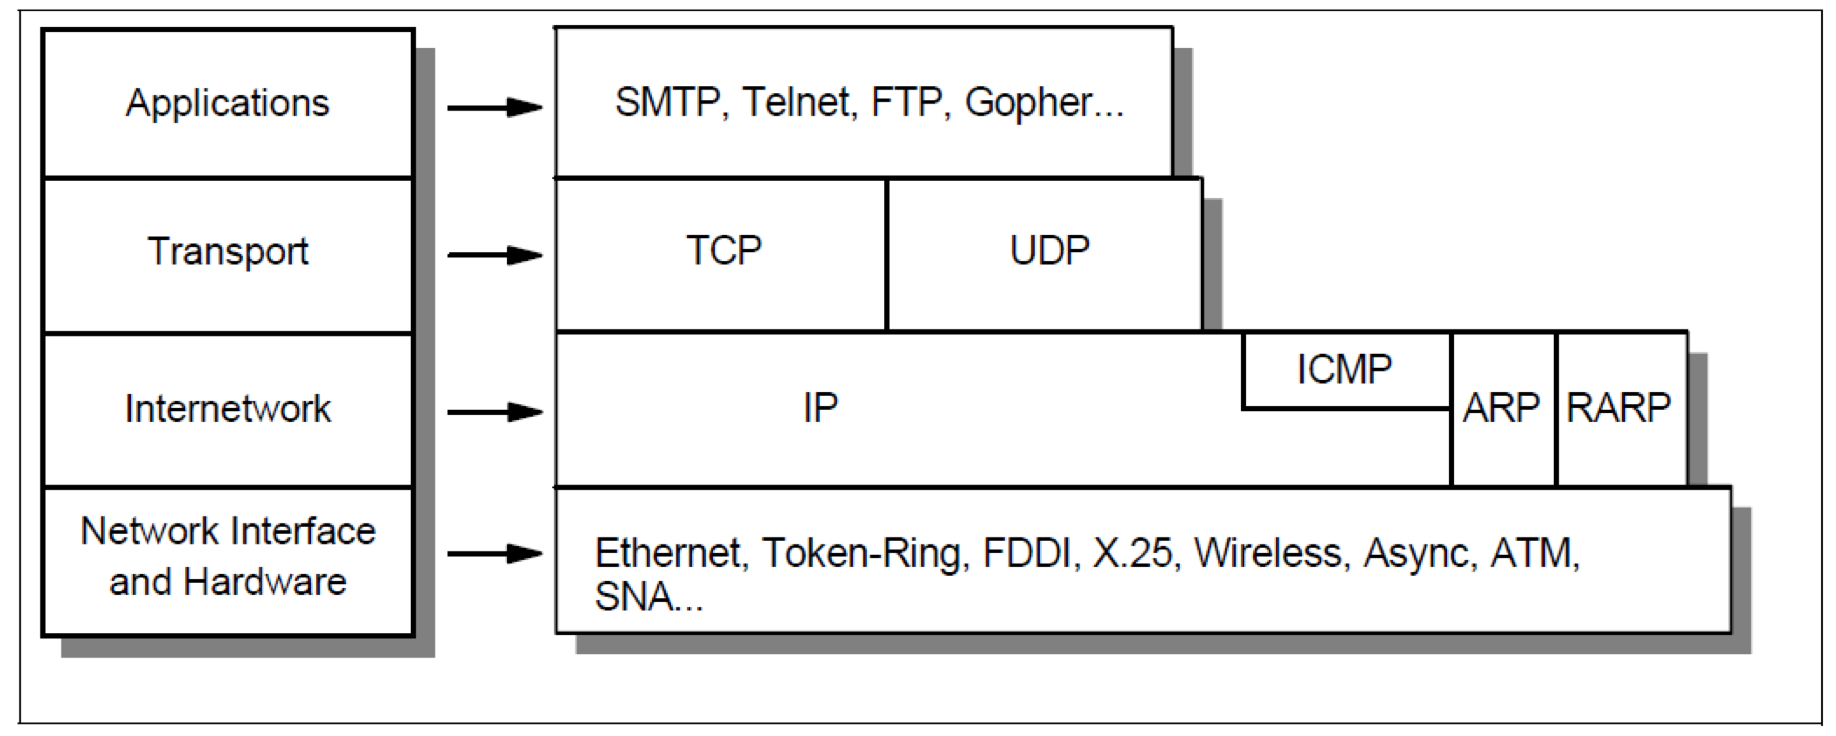 Applications
SMTP, Telnet, FTP, Gopher...
Transport
TCP
UDP
Internetwork
IP
ICMP
ARP
RARP
Network Interface
and Hardware
Ethernet, Token-Ring, FDDI, X.25, Wireless, Async, ATM,
SNA...